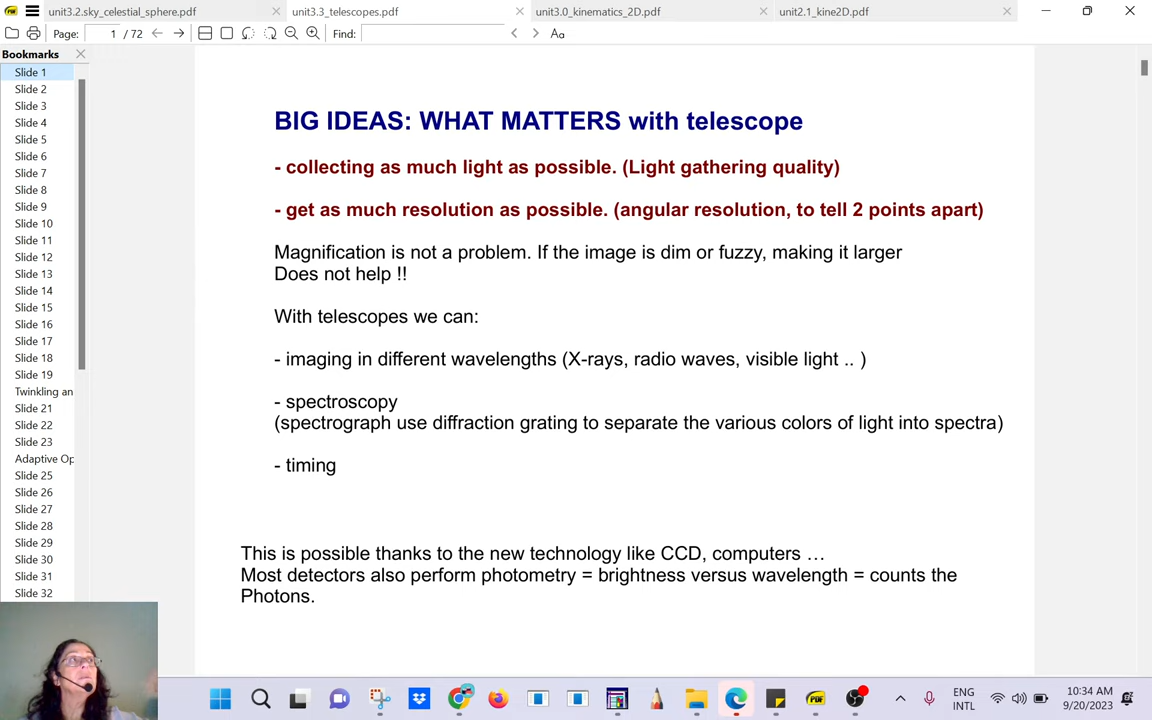 unit3.2.sky_celestial_sphere.pdf
unit3.3_telescopes.pdf
unit3.0_kinematics_2D.pdf
unit2.1_kine2D.pdf
Page: 1 / 72
Find:
Aa
Bookmarks
Slide 1
Slide 2
Slide 3
Slide 4
Slide 5
Slide 6
Slide 7
Slide 8
Slide 9
Slide 10
Slide 11
Slide 12
Slide 13
Slide 14
Slide 15
Slide 16
Slide 17
Slide 18
Slide 19
Twinkling an
Slide 21
Slide 22
Slide 23
Adaptive Op
Slide 25
Slide 26
Slide 27
Slide 28
Slide 29
Slide 30
Slide 31
Slide 32
BIG IDEAS: WHAT MATTERS with telescope
- collecting as much light as possible. (Light gathering quality)
- get as much resolution as possible. (angular resolution, to tell 2 points apart)
Magnification is not a problem. If the image is dim or fuzzy, making it larger
Does not help !!
With telescopes we can:
- imaging in different wavelengths (X-rays, radio waves, visible light .. )
- spectroscopy
(spectrograph use diffraction grating to separate the various colors of light into spectra)
- timing
This is possible thanks to the new technology like CCD, computers …
Most detectors also perform photometry = brightness versus wavelength = counts the
Photons.
ENG
INTL
10:34 AM
9/20/2023